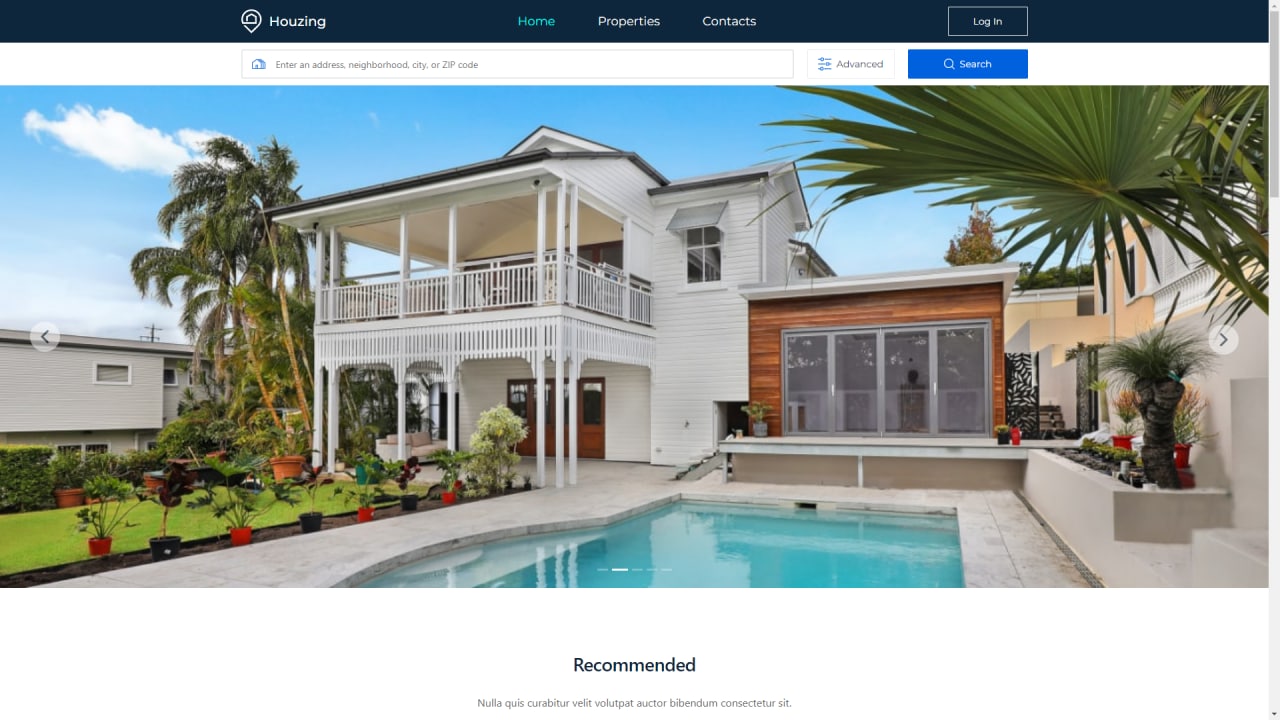 Houzing
Home
Properties
Contacts
Log In
Enter an address, neighborhood, city, or ZIP code
Advanced
Search
Recommended
Nulla quis curabitur velit volutpat auctor bibendum consectetur sit.